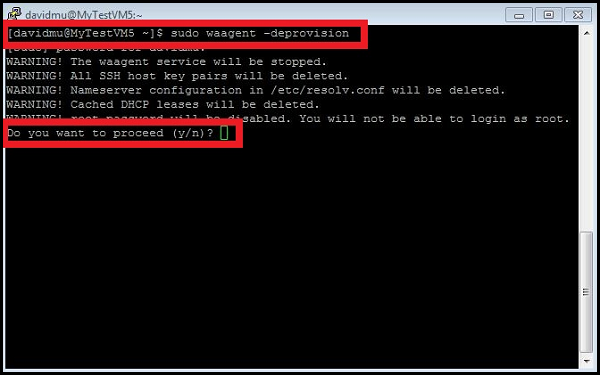 davidmu@MyTestVM5:~
[davidmu@MyTestVM5 ~]$ sudo waagent -deprovision
[sudo] password for davidmu:
WARNING! The waagent service will be stopped.
WARNING! All SSH host key pairs will be deleted.
WARNING! Nameserver configuration in /etc/resolv.conf will be deleted.
WARNING! Cached DHCP leases will be deleted.
WARNING! root password will be disabled. You will not be able to login as root.
Do you want to proceed (y/n)?